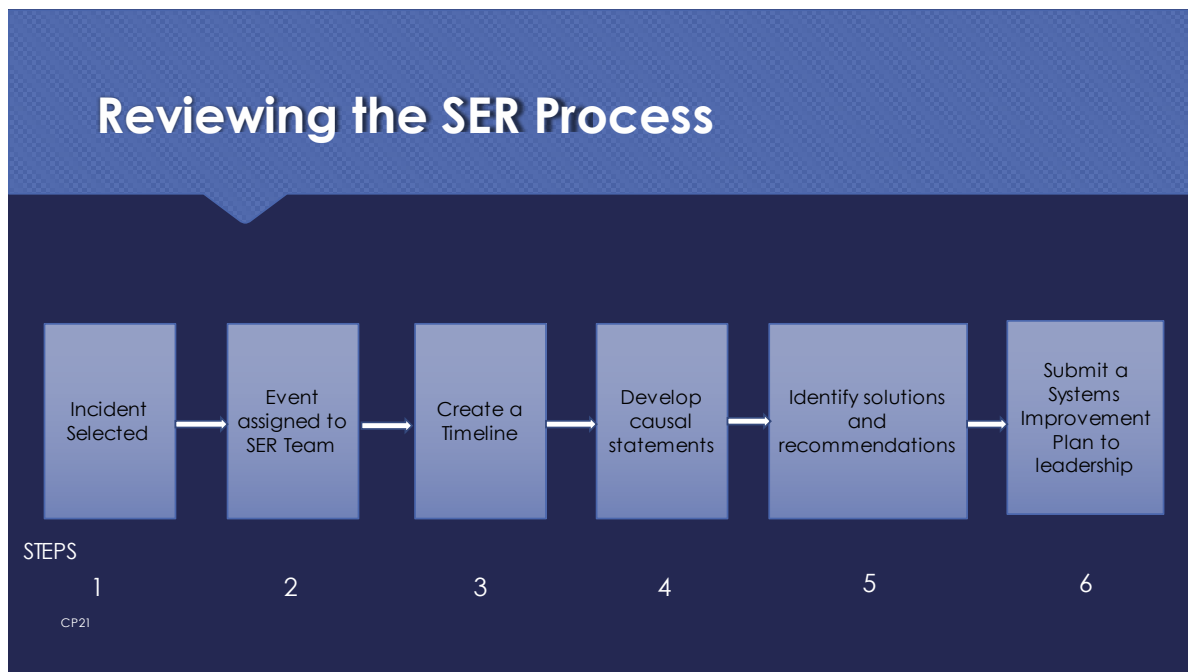 Reviewing the SER Process
Incident
Selected
Event
assigned to
SER Team
Create a
Timeline
Develop
causal
statements
Identify solutions
and
recommendations
Submit a
Systems
Improvement
Plan to
leadership
STEPS
1
2
3
4
5
6
CP21